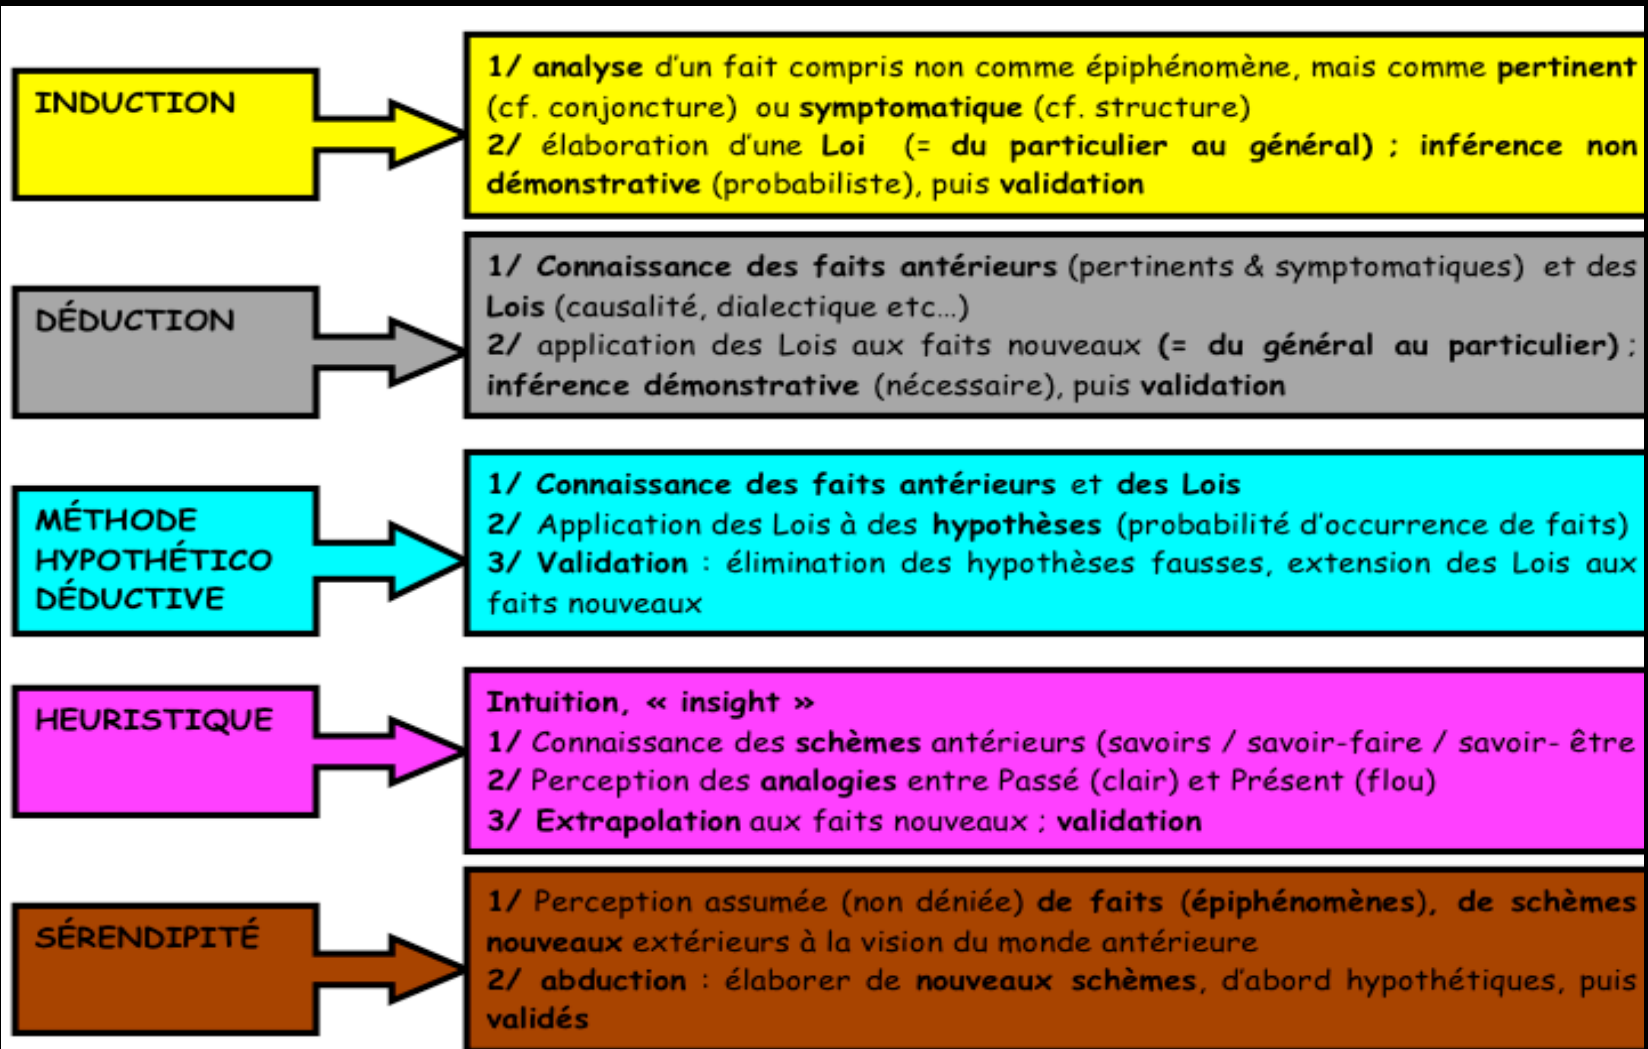 INDUCTION
1/ analyse d'un fait compris non comme épiphénomène, mais comme pertinent
(cf. conjoncture) ou symptomatique (cf. structure)
2/ élaboration d'une Loi (= du particulier au général) ; inférence non
démonstrative (probabiliste), puis validation
DÉDUCTION
1/ Connaissance des faits antérieurs (pertinents & symptomatiques) et des
Lois (causalité, dialectique etc...)
2/ application des Lois aux faits nouveaux (= du général au particulier) ;
inférence démonstrative (nécessaire), puis validation
MÉTHODE
HYPOTHÉTICO
DÉDUCTIVE
1/ Connaissance des faits antérieurs et des Lois
2/ Application des Lois à des hypothèses (probabilité d'occurrence de faits)
3/ Validation : élimination des hypothèses fausses, extension des Lois aux
faits nouveaux
HEURISTIQUE
Intuition, « insight »
1/ Connaissance des schèmes antérieurs (savoirs / savoir-faire / savoir- être
2/ Perception des analogies entre Passé (clair) et Présent (flou)
3/ Extrapolation aux faits nouveaux ; validation
SÉRENDIPITÉ
1/ Perception assumée (non déniée) de faits (épiphénomènes), de schèmes
nouveaux extérieurs à la vision du monde antérieure
2/ abduction : élaborer de nouveaux schèmes, d'abord hypothétiques, puis
validés